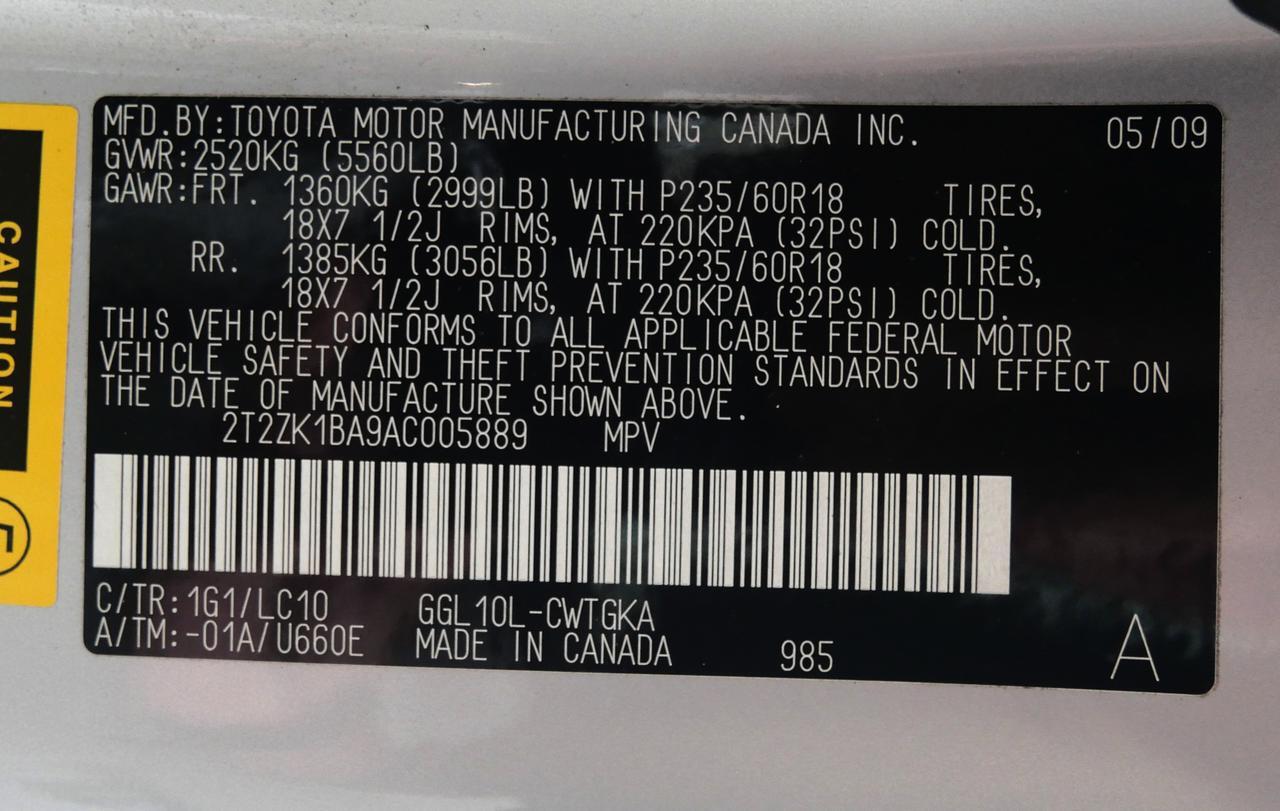 MFD.BY:TOYOTA MOTOR MANUFACTURING CANADA INC. 05/09
GVWR:2520KG (5560LB)
GAWR:FRT. 1360KG (2999LB) WITH P235/60R18 TIRES,
18X7 1/2J RIMS, AT 220KPA (32PSI) COLD.
RR. 1385KG (3056LB) WITH P235/60R18 TIRES,
18X7 1/2J RIMS, AT 220KPA (32PSI) COLD.
THIS VEHICLE CONFORMS TO ALL APPLICABLE FEDERAL MOTOR
VEHICLE SAFETY AND THEFT PREVENTION STANDARDS IN EFFECT ON
THE DATE OF MANUFACTURE SHOWN ABOVE.
2T2ZK1BA9AC005889 MPV
C/TR:1G1/LC10 GGL10L-CWTGKA
A/TM:-01A/U660E MADE IN CANADA 985 A
CAUTION